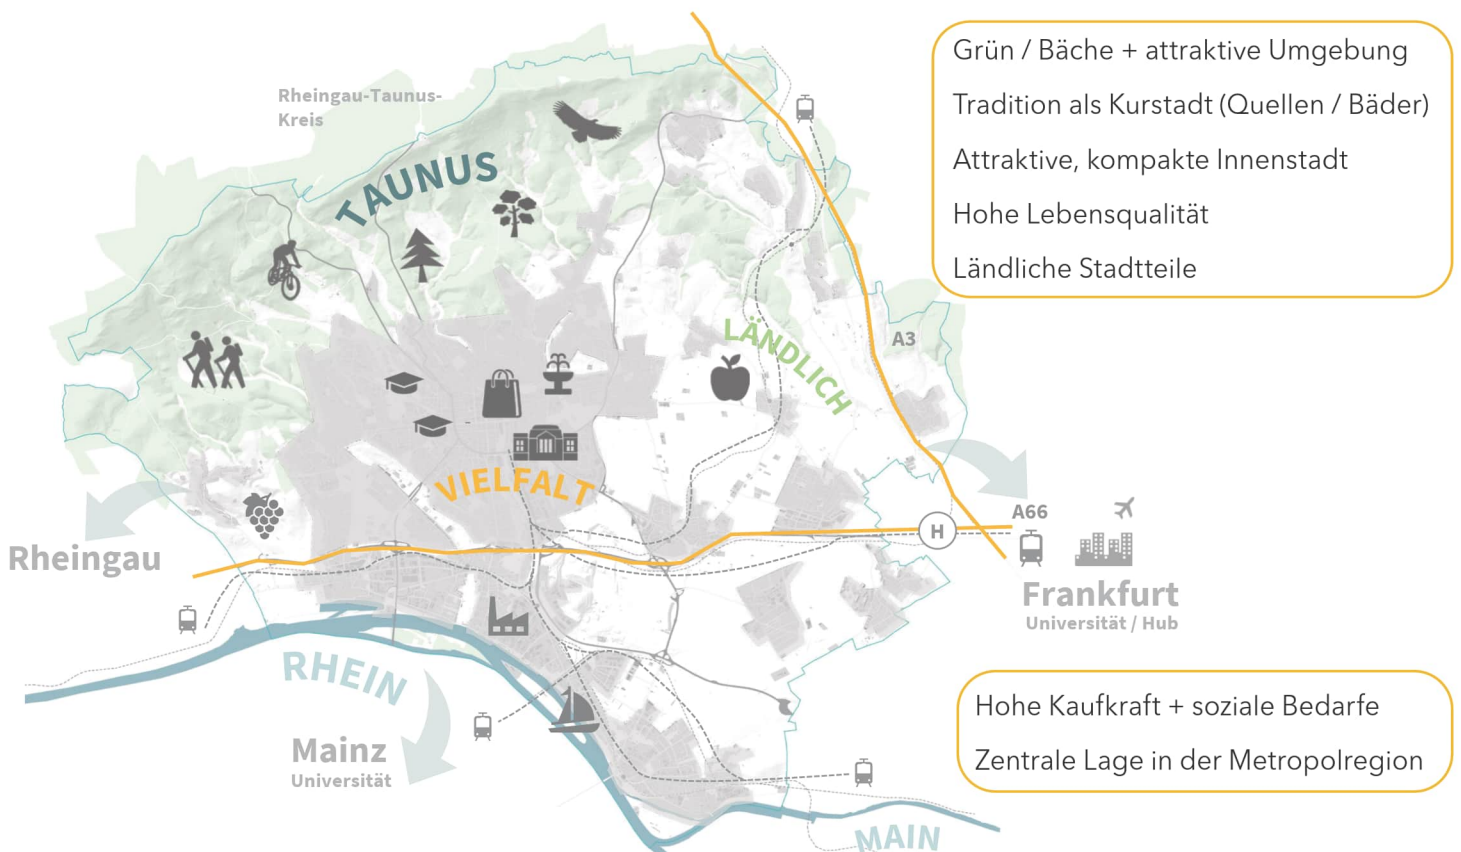 Grün / Bäche + attraktive Umgebung
Tradition als Kurstadt (Quellen / Bäder)
Attraktive, kompakte Innenstadt
Hohe Lebensqualität
Ländliche Stadtteile
Rheingau-Taunus-
Kreis
TAUNUS
LÄNDLICH
A3
VIELFALT
A66
H
Rheingau
Frankfurt
Universität / Hub
RHEIN
Mainz
Universität
Hohe Kaufkraft + soziale Bedarfe
Zentrale Lage in der Metropolregion
MAIN